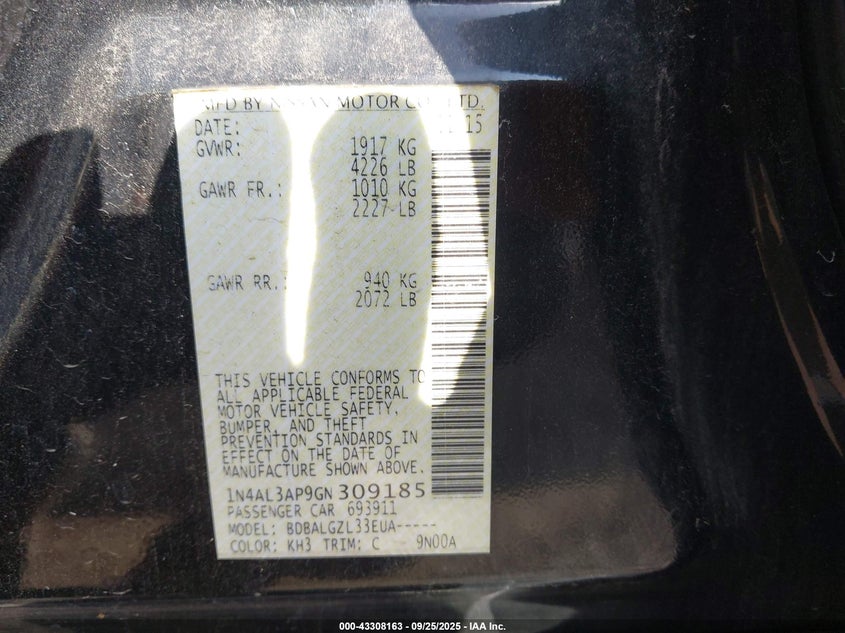 MFD BY NISSAN MOTOR CO., LTD.
DATE: 15
GVWR: 1917 KG
4226 LB
GAWR FR.: 1010 KG
2227 LB
GAWR RR.: 940 KG
2072 LB
THIS VEHICLE CONFORMS TO
ALL APPLICABLE FEDERAL
MOTOR VEHICLE SAFETY,
BUMPER, AND THEFT
PREVENTION STANDARDS IN
EFFECT ON THE DATE OF
MANUFACTURE SHOWN ABOVE.
1N4AL3AP9GN309185
PASSENGER CAR 693911
MODEL: BDBALGZL33EUA-----
COLOR: KH3 TRIM: C 9N00A
000-43308163 - 09/25/2025 - IAA Inc.